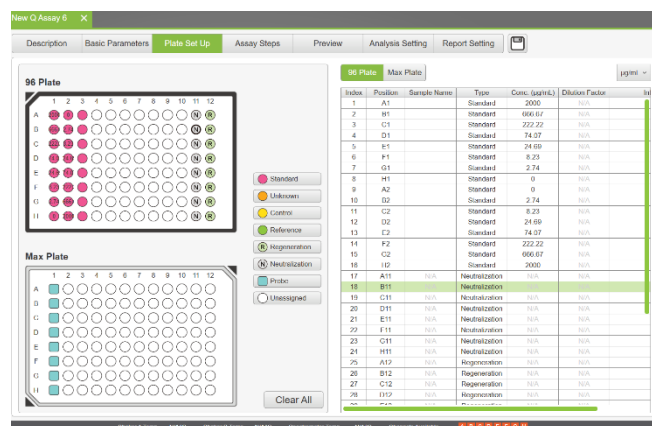 New Q Assay 6 ×
Description Basic Parameters Plate Set Up Assay Steps Preview Analysis Setting Report Setting
96 Plate
1 2 3 4 5 6 7 8 9 10 11 12
A N R
B N R
C N R
D N R
E N R
F N R
G N R
H N R
Standard
Unknown
Control
Reference
R Regeneration
N Neutralization
Probe
Unassigned
Max Plate
1 2 3 4 5 6 7 8 9 10 11 12
A
B
C
D
E
F
G
H
Clear All
96 Plate Max Plate μg/ml
Index Position Sample Name Type Conc. (μg/mL) Dilution Factor
1 A1 Standard 2000 N/A
2 B1 Standard 666.67 N/A
3 C1 Standard 222.22 N/A
4 D1 Standard 74.07 N/A
5 E1 Standard 24.69 N/A
6 F1 Standard 8.23 N/A
7 G1 Standard 2.74 N/A
8 H1 Standard 0 N/A
9 A2 Standard 0 N/A
10 Standard 2.74 N/A
11 C2 Standard 8.23 N/A
12 D2 Standard 24.69 N/A
13 E2 Standard 74.07 N/A
14 F2 Standard 222.22 N/A
15 Standard 666.67 N/A
16 H2 Standard 2000 N/A
17 A11 N/A Neutralization N/A N/A
18 B11 N/A Neutralization N/A N/A
19 C11 N/A Neutralization N/A N/A
20 D11 N/A Neutralization N/A N/A
21 E11 N/A Neutralization N/A N/A
22 F11 N/A Neutralization N/A N/A
23 G11 N/A Neutralization N/A N/A
24 H11 N/A Neutralization N/A N/A
25 A12 N/A Regeneration N/A N/A
26 B12 N/A Regeneration N/A N/A
27 C12 N/A Regeneration N/A N/A
28 D12 N/A Regeneration N/A N/A